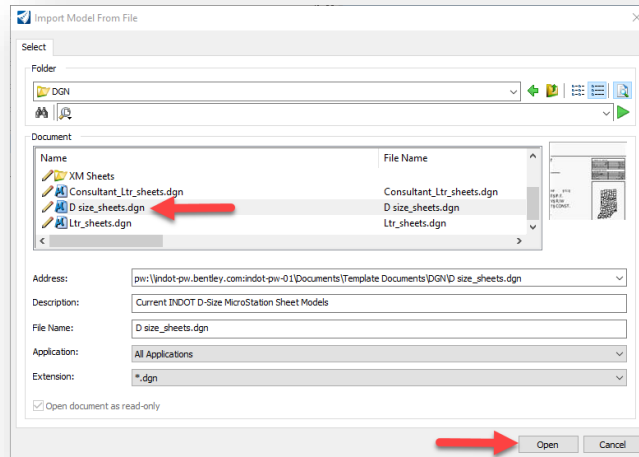 Import Model From File
Select
Folder
DGN
Document
Name File Name
XM Sheets
Consultant_Ltr_sheets.dgn Consultant_Ltr_sheets.dgn
D size_sheets.dgn D size_sheets.dgn
Ltr_sheets.dgn Ltr_sheets.dgn
Address: pw:\\indot-pw.bentley.com:indot-pw-01\Documents\Template Documents\DGN\D size_sheets.dgn
Description: Current INDOT D-Size MicroStation Sheet Models
File Name: D size_sheets.dgn
Application: All Applications
Extension: *.dgn
Open document as read-only
Open Cancel